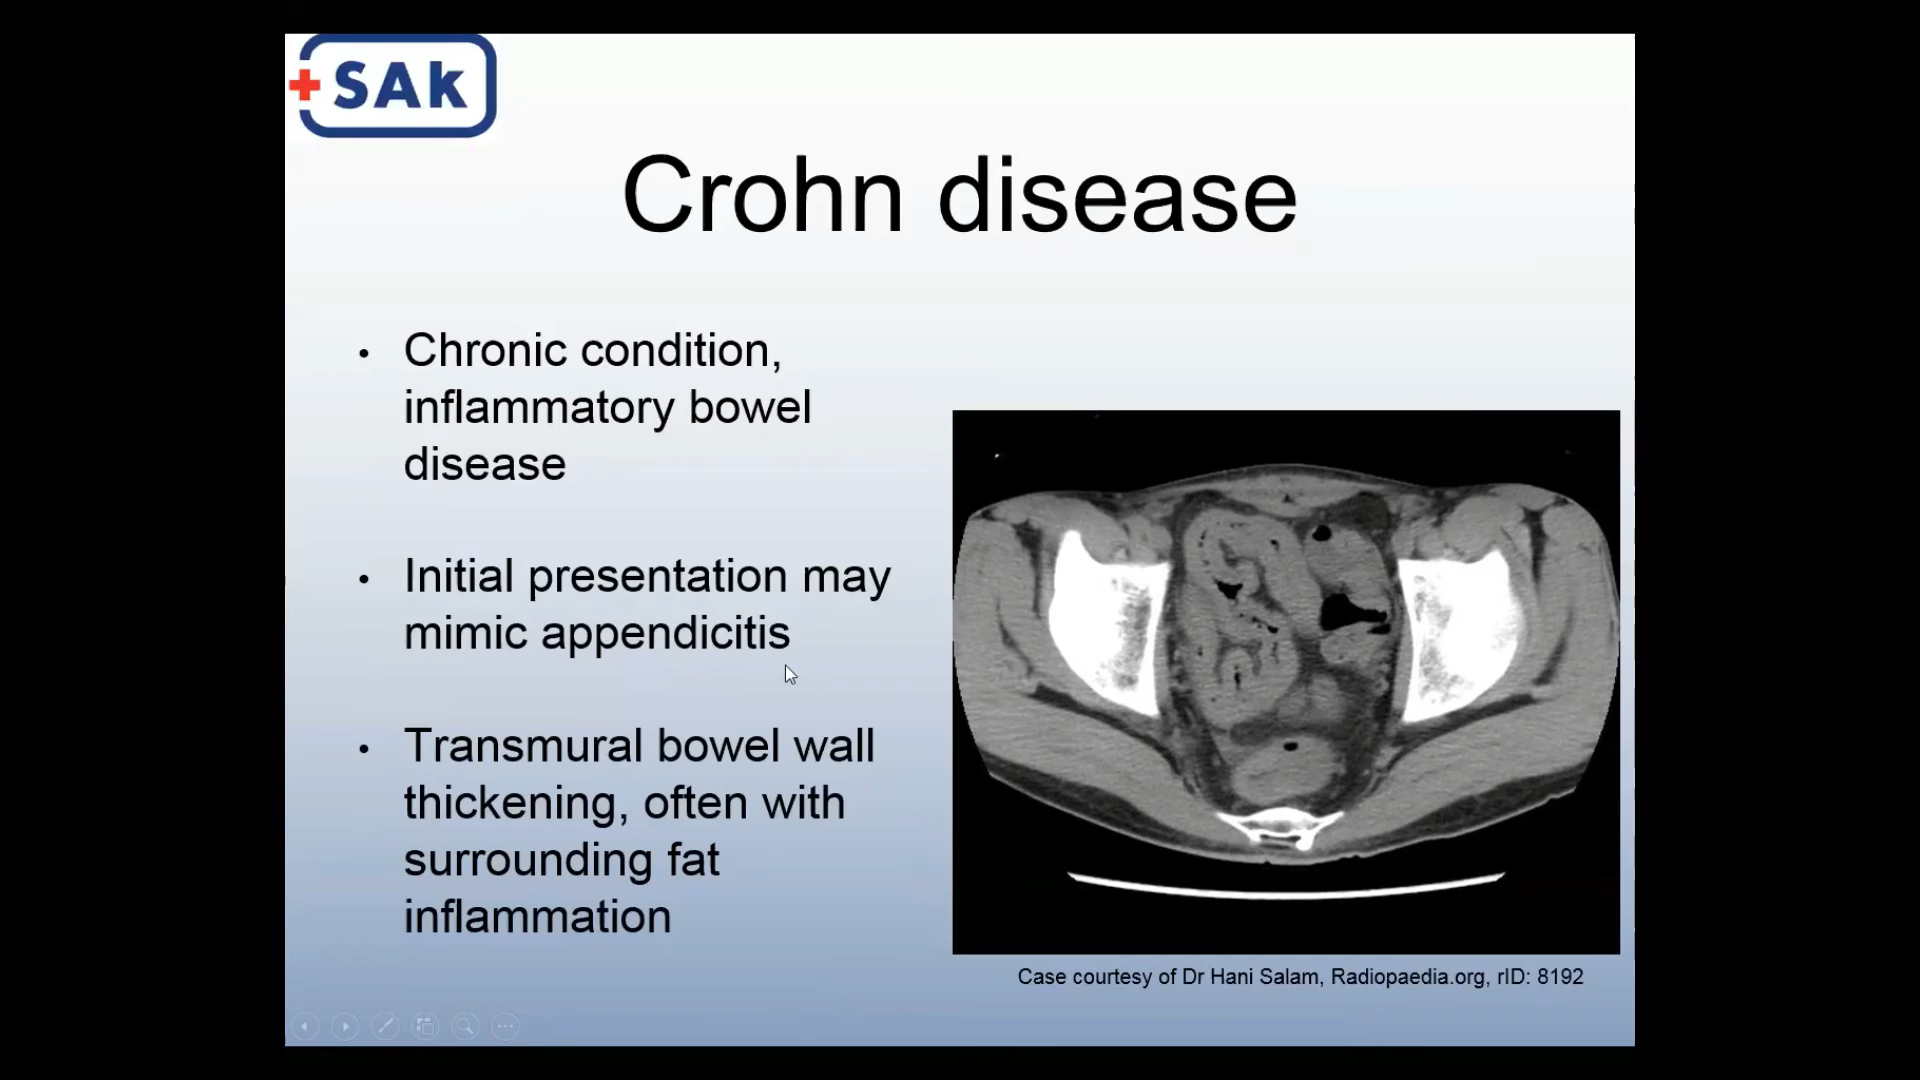 SAk
Crohn disease
• Chronic condition,
inflammatory bowel
disease
• Initial presentation may
mimic appendicitis
• Transmural bowel wall
thickening, often with
surrounding fat
inflammation
Case courtesy of Dr Hani Salam, Radiopaedia.org, rID: 8192